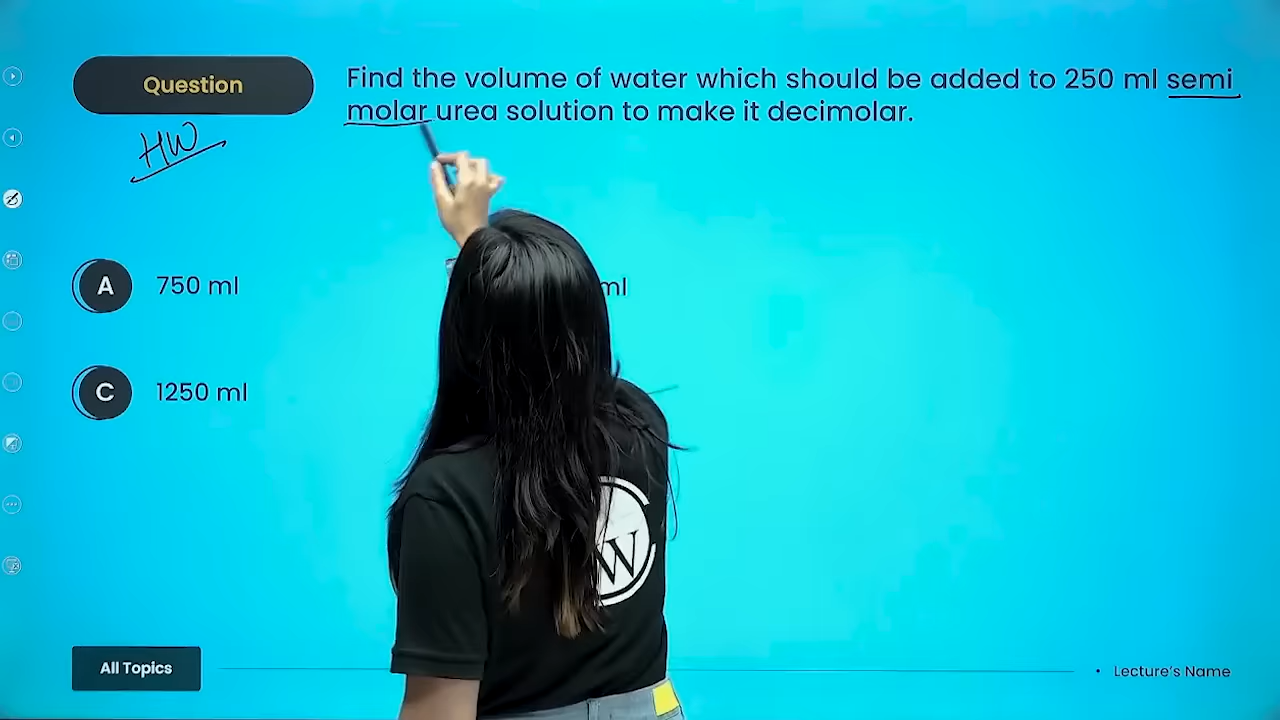 Question
Find the volume of water which should be added to 250 ml semi
molar urea solution to make it decimolar.
HW
A 750 ml
ml
C 1250 ml
W
All Topics
• Lecture's Name